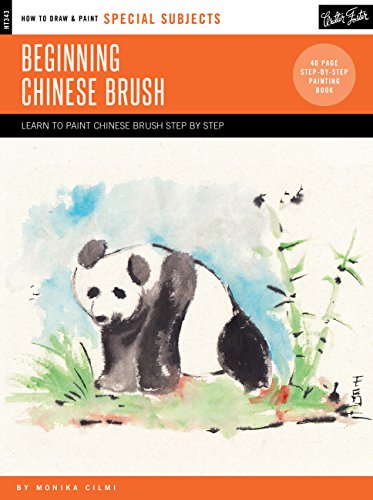 HT343
HOW TO DRAW & PAINT SPECIAL SUBJECTS
Walter Foster
BEGINNING
CHINESE BRUSH
40 PAGE
STEP-BY-STEP
PAINTING
BOOK
LEARN TO PAINT CHINESE BRUSH STEP BY STEP
BY MONIKA CILMI